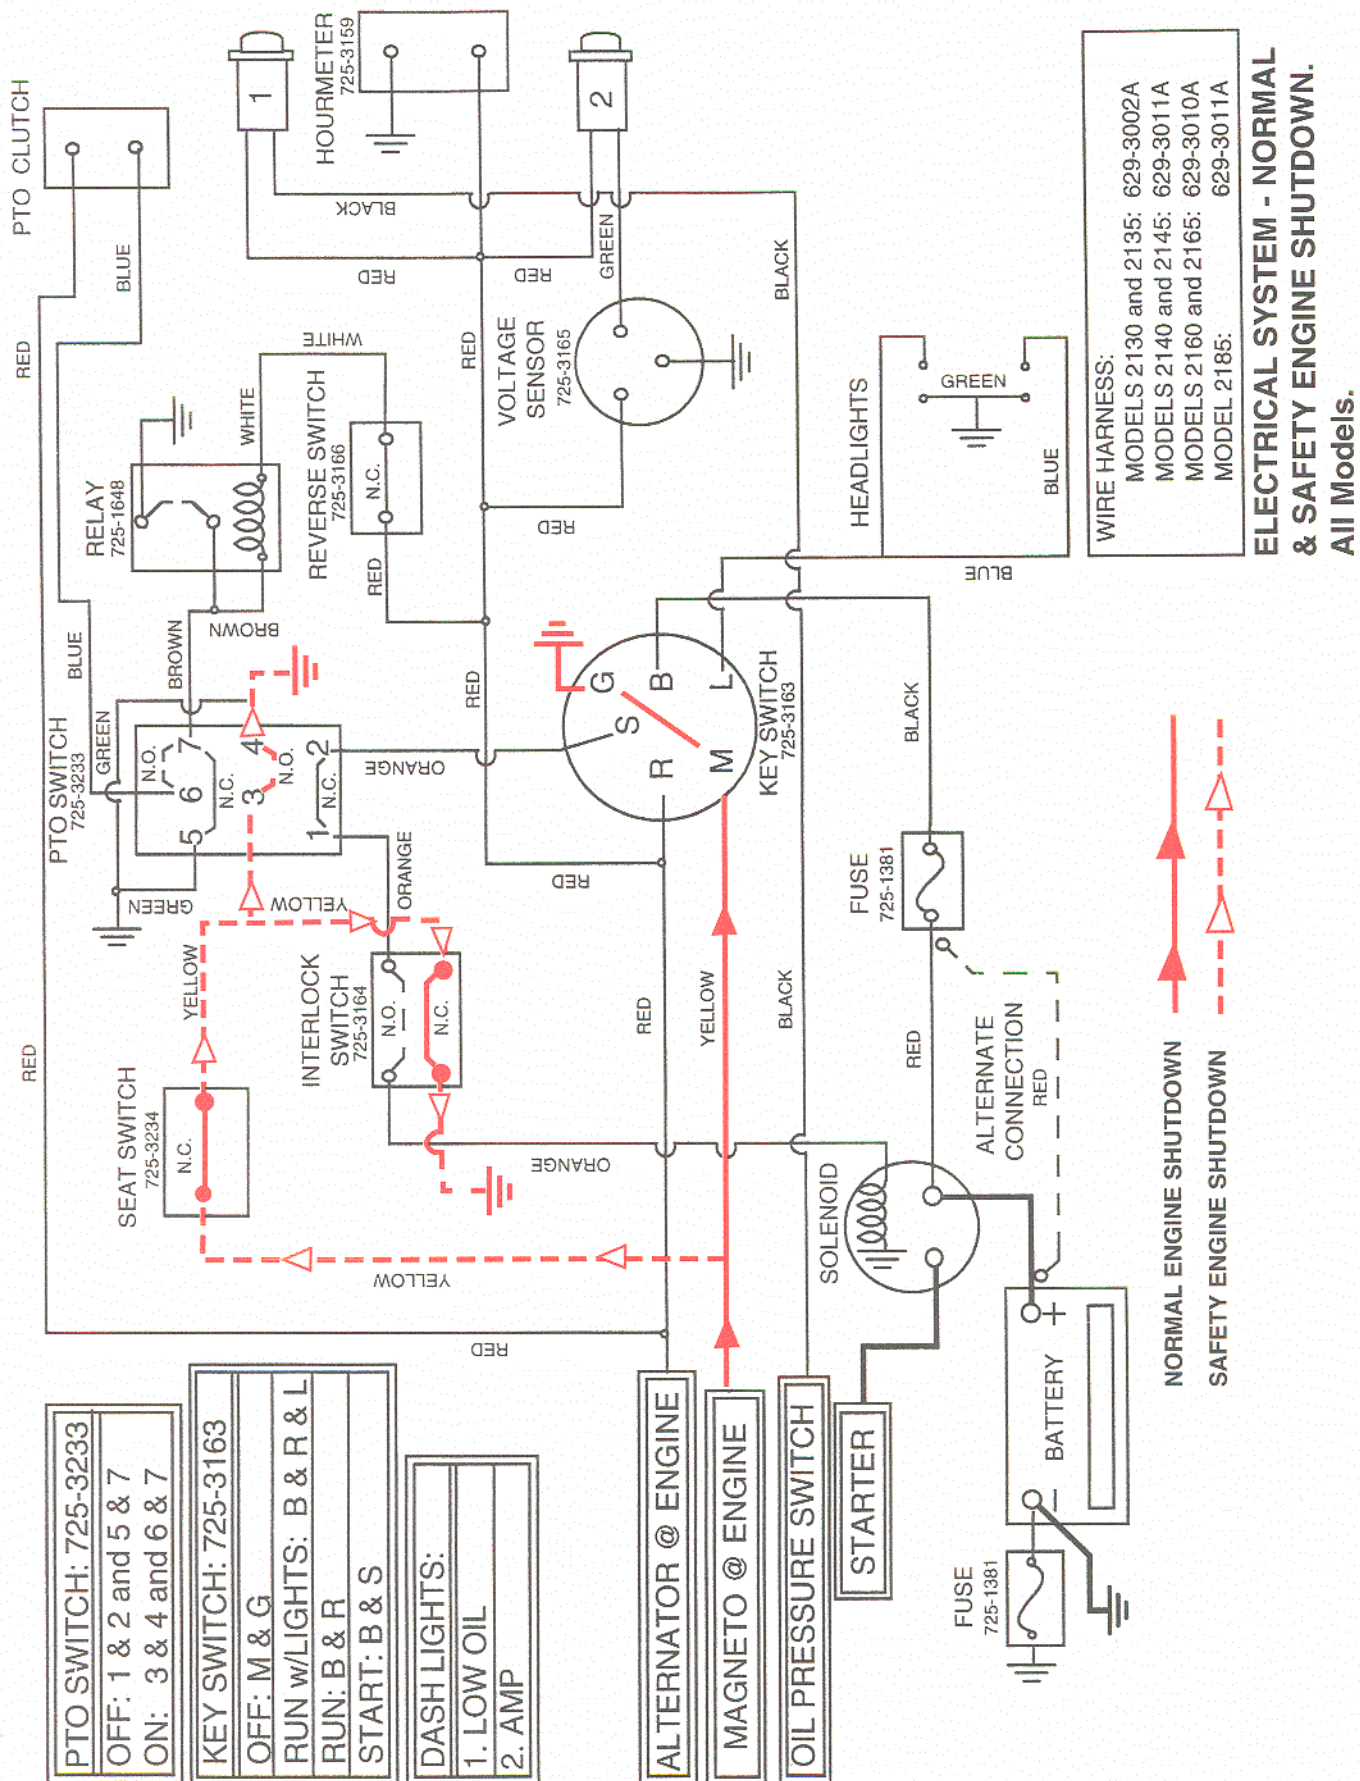 PTO SWITCH: 725-3233
OFF: 1 & 2 and 5 & 7
ON: 3 & 4 and 6 & 7
KEY SWITCH: 725-3163
OFF: M & G
RUN w/LIGHTS: B & R & L
RUN: B & R
START: B & S
DASH LIGHTS:
1. LOW OIL
2. AMP
ALTERNATOR @ ENGINE
MAGNETO @ ENGINE
OIL PRESSURE SWITCH
STARTER
FUSE
725-1381
BATTERY
–
+
RED
RED
YELLOW
SEAT SWITCH
725-3234
N.C.
YELLOW
INTERLOCK
SWITCH
725-3164
N.O.
N.C.
ORANGE
SOLENOID
RED
YELLOW
BLACK
ALTERNATE
CONNECTION
RED
RED
FUSE
725-1381
BLACK
GREEN
YELLOW
ORANGE
RED
PTO SWITCH
725-3233
GREEN
5
6
7
N.O.
N.C.
3
4
N.O.
1
2
N.C.
ORANGE
BLUE
BROWN
BROWN
RED
KEY SWITCH
725-3163
R
S
G
M
B
L
RELAY
725-1648
WHITE
WHITE
REVERSE SWITCH
725-3166
N.C.
RED
RED
RED
VOLTAGE
SENSOR
725-3165
RED
BLUE
PTO CLUTCH
1
BLACK
HOURMETER
725-3159
RED
RED
2
GREEN
BLACK
HEADLIGHTS
GREEN
BLUE
BLUE
WIRE HARNESS:
MODELS 2130 and 2135: 629-3002A
MODELS 2140 and 2145: 629-3011A
MODELS 2160 and 2165: 629-3010A
MODEL 2185: 629-3011A
NORMAL ENGINE SHUTDOWN
SAFETY ENGINE SHUTDOWN
ELECTRICAL SYSTEM - NORMAL
& SAFETY ENGINE SHUTDOWN.
All Models.